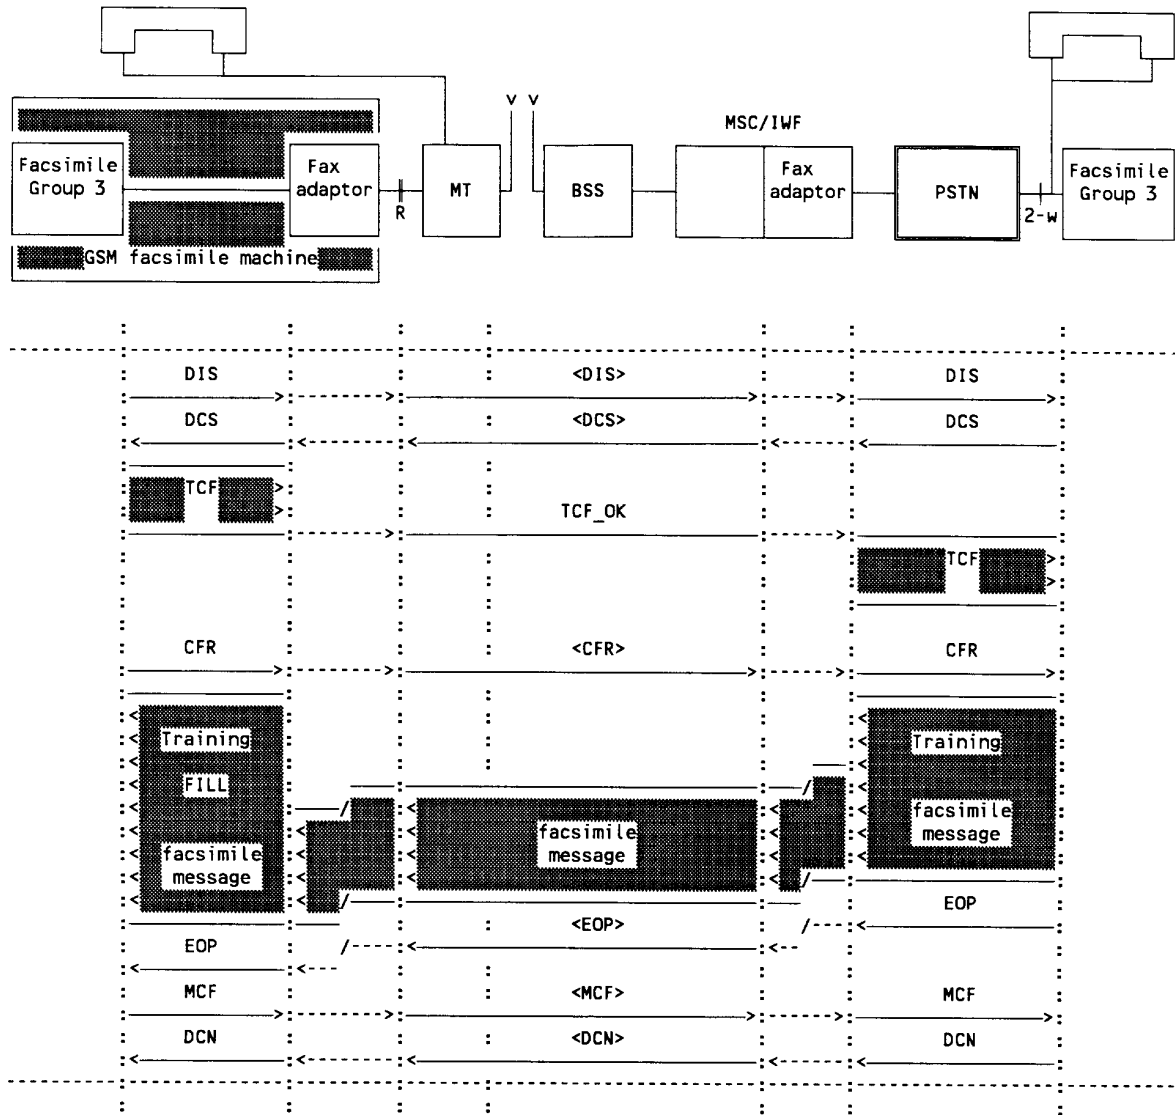 v v
MSC/IWF
Facsimile
Group 3
Fax
adaptor
R
MT
BSS
Fax
adaptor
PSTN
2-w
Facsimile
Group 3
GSM facsimile machine
DIS <DIS> DIS
DCS <DCS> DCS
TCF
TCF_OK
TCF
CFR <CFR> CFR
Training
FILL
facsimile
message
facsimile
message
Training
facsimile
message
EOP
<EOP>
EOP
MCF <MCF> MCF
DCN <DCN> DCN